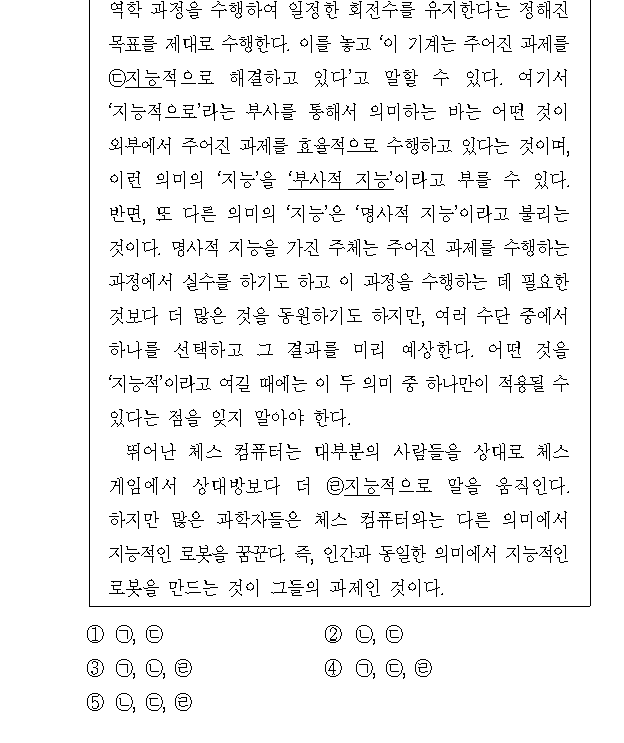 역학 과정을 수행하여 일정한 회전수를 유지한다는 정해진
목표를 제대로 수행한다. 이를 놓고 ‘이 기계는 주어진 과제를
㉢지능적으로 해결하고 있다’고 말할 수 있다. 여기서
‘지능적으로’라는 부사를 통해서 의미하는 바는 어떤 것이
외부에서 주어진 과제를 효율적으로 수행하고 있다는 것이며,
이런 의미의 ‘지능’을 ‘부사적 지능’이라고 부를 수 있다.
반면, 또 다른 의미의 ‘지능’은 ‘명사적 지능’이라고 불리는
것이다. 명사적 지능을 가진 주체는 주어진 과제를 수행하는
과정에서 실수를 하기도 하고 이 과정을 수행하는 데 필요한
것보다 더 많은 것을 동원하기도 하지만, 여러 수단 중에서
하나를 선택하고 그 결과를 미리 예상한다. 어떤 것을
‘지능적’이라고 여길 때에는 이 두 의미 중 하나만이 적용될 수
있다는 점을 잊지 말아야 한다.
뛰어난 체스 컴퓨터는 대부분의 사람들을 상대로 체스
게임에서 상대방보다 더 ㉣지능적으로 말을 움직인다.
하지만 많은 과학자들은 체스 컴퓨터와는 다른 의미에서
지능적인 로봇을 꿈꾼다. 즉, 인간과 동일한 의미에서 지능적인
로봇을 만드는 것이 그들의 과제인 것이다.
① ㉠, ㉢ ② ㉡, ㉢
③ ㉠, ㉡, ㉣ ④ ㉠, ㉢, ㉣
⑤ ㉡, ㉢, ㉣